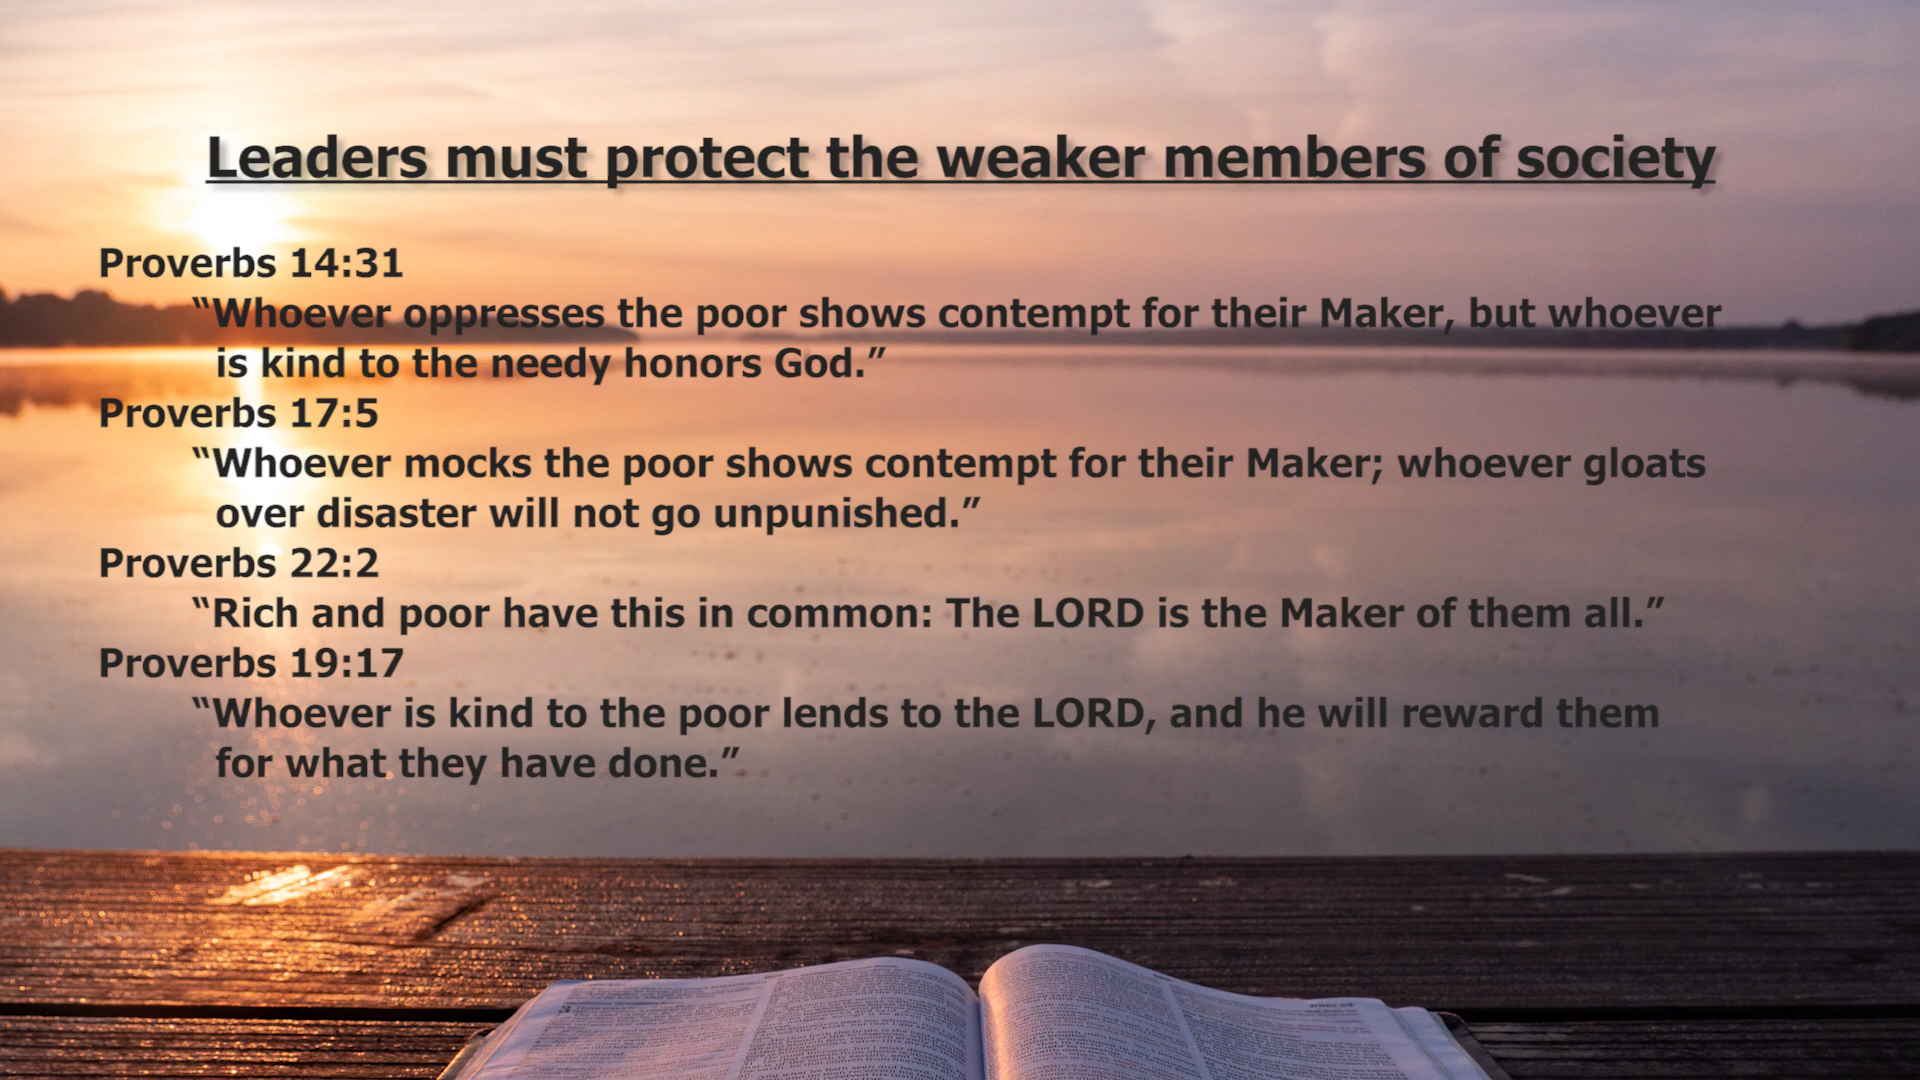 Leaders must protect the weaker members of society
Proverbs 14:31
“Whoever oppresses the poor shows contempt for their Maker, but whoever
is kind to the needy honors God.”
Proverbs 17:5
“Whoever mocks the poor shows contempt for their Maker; whoever gloats
over disaster will not go unpunished.”
Proverbs 22:2
“Rich and poor have this in common: The LORD is the Maker of them all.”
Proverbs 19:17
“Whoever is kind to the poor lends to the LORD, and he will reward them
for what they have done.”